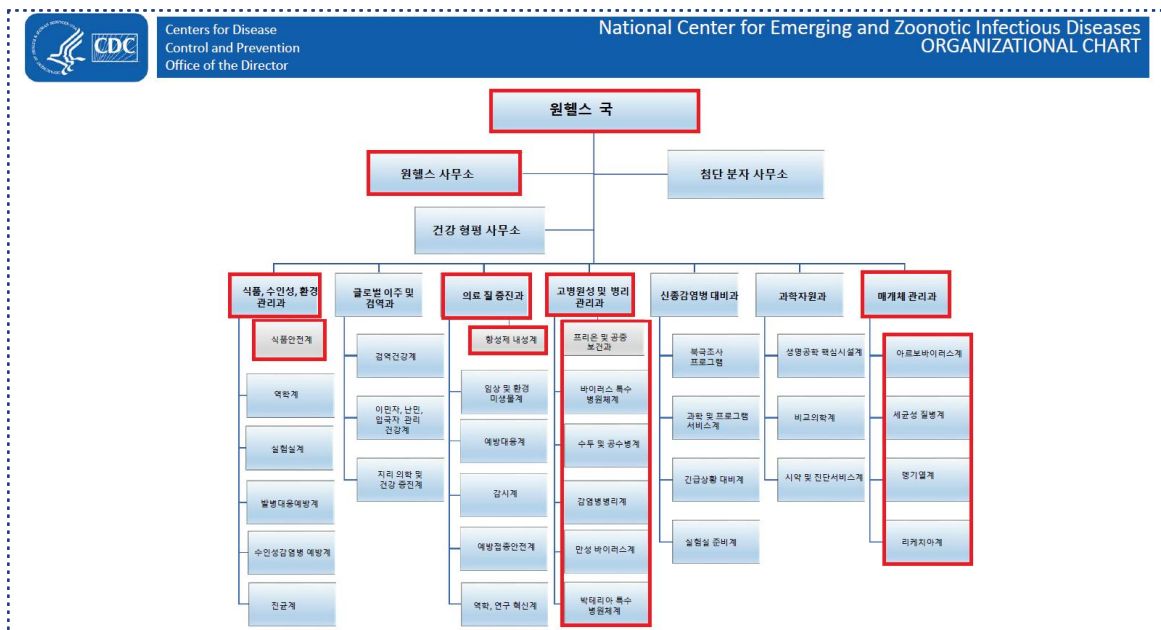 Centers for Disease
Control and Prevention
Office of the Director
National Center for Emerging and Zoonotic Infectious Diseases
ORGANIZATIONAL CHART
CDC
원헬스 국
원헬스 사무소
첨단 분자 사무소
건강 형평 사무소
식품, 수인성, 환경
관리과
글로벌 이주 및
검역과
의료 질 증진과
고병원성 및 병리
관리과
신종감염병 대비과
과학자원과
매개체 관리과
식품안전계
역학계
실험실계
발병대응예방계
수인성감염병 예방계
진균계
검역건강계
이민자, 난민,
입국자 관리
건강계
지리 의학 및
건강 증진계
항성제 내성계
임상 및 환경
미생물계
예방대응계
감시계
예방접종안전계
역학, 연구 혁신계
프리온 및 공중
보건과
바이러스 특수
병원체계
수두 및 공수병계
감염병병리계
만성 바이러스계
박테리아 특수
병원체계
북극조사
프로그램
과학 및 프로그램
서비스계
긴급상황 대비계
실험실 준비계
생명공학 핵심시설계
비교의학계
시약 및 진단서비스계
아르보바이러스계
세균성 질병계
뎅기열계
리케치아계